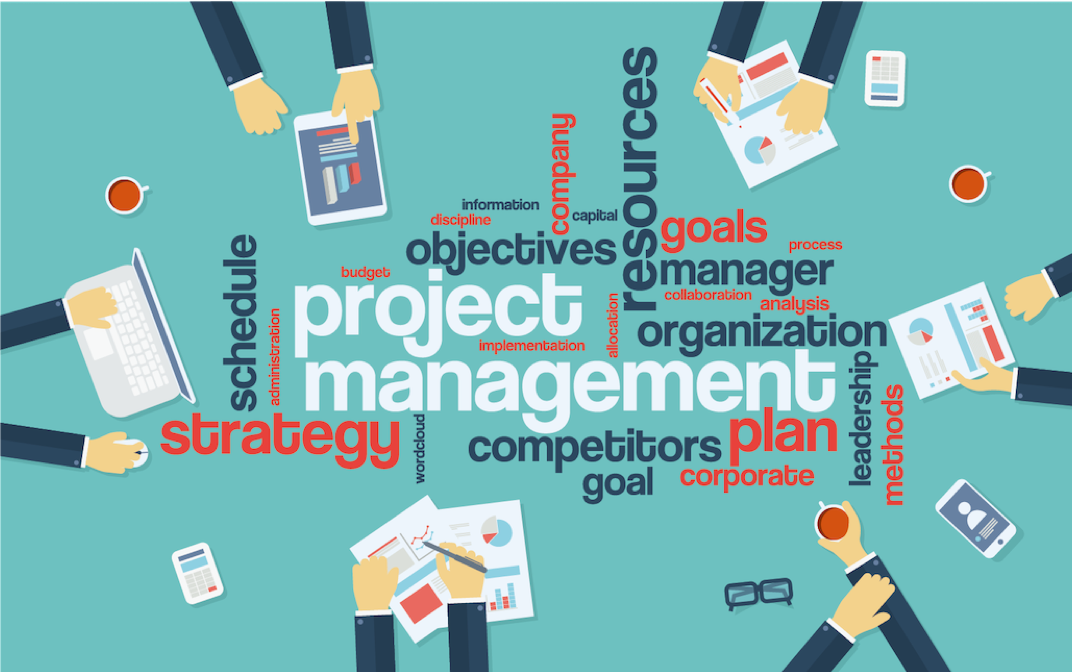 resources
company
information
capital
discipline
goals
objectives
process
schedule
manager
budget
project
collaboration
allocation
analysis
administration
organization
implementation
management
leadership
methods
strategy
wordcloud
competitors
plan
corporate
goal